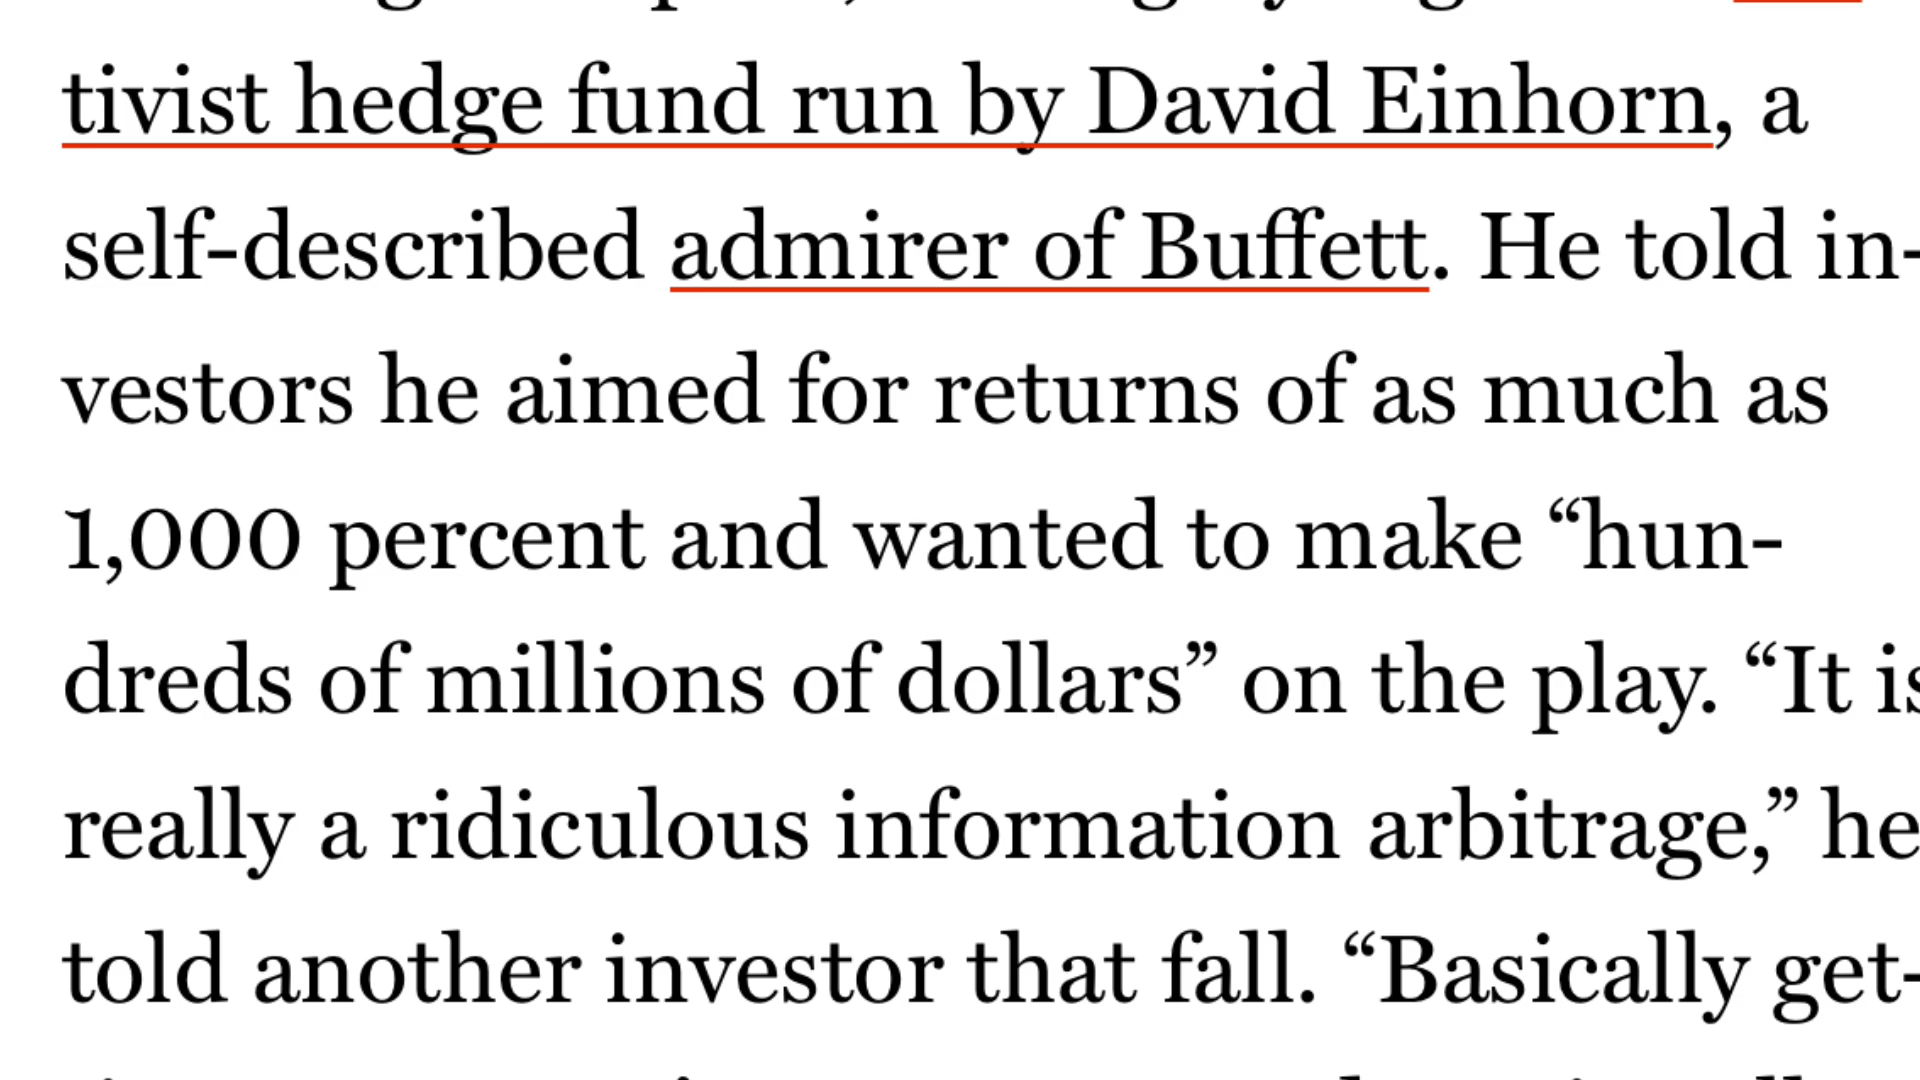 tivist hedge fund run by David Einhorn, a
self-described admirer of Buffett. He told in-
vestors he aimed for returns of as much as
1,000 percent and wanted to make “hun-
dreds of millions of dollars” on the play. “It is
really a ridiculous information arbitrage,” he
told another investor that fall. “Basically get-